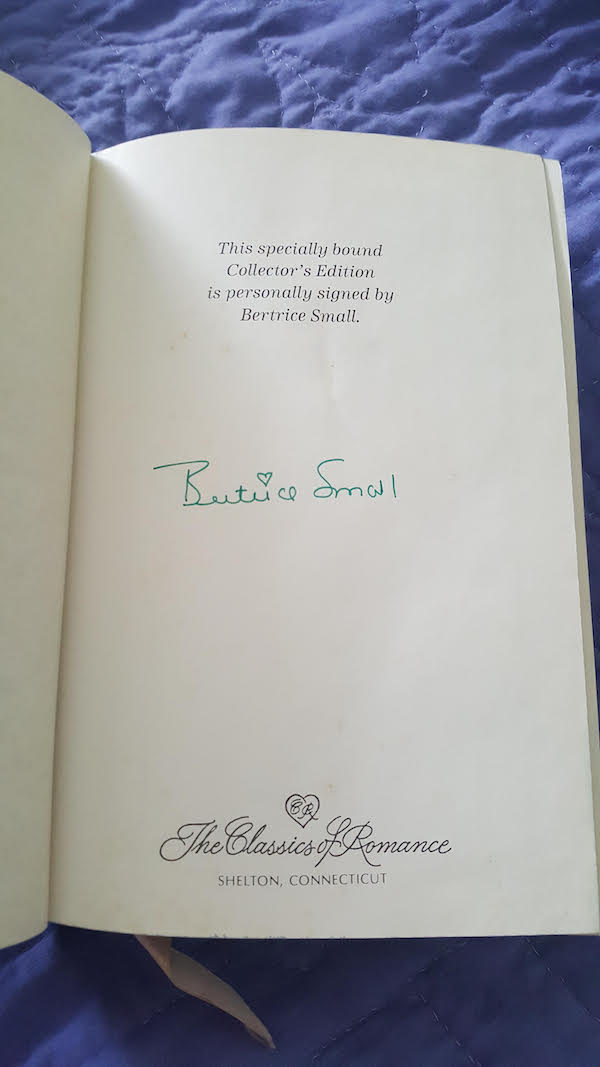 This specially bound
Collector's Edition
is personally signed by
Bertrice Small.
Bertrice Small
CR
The Classics of Romance
SHELTON, CONNECTICUT